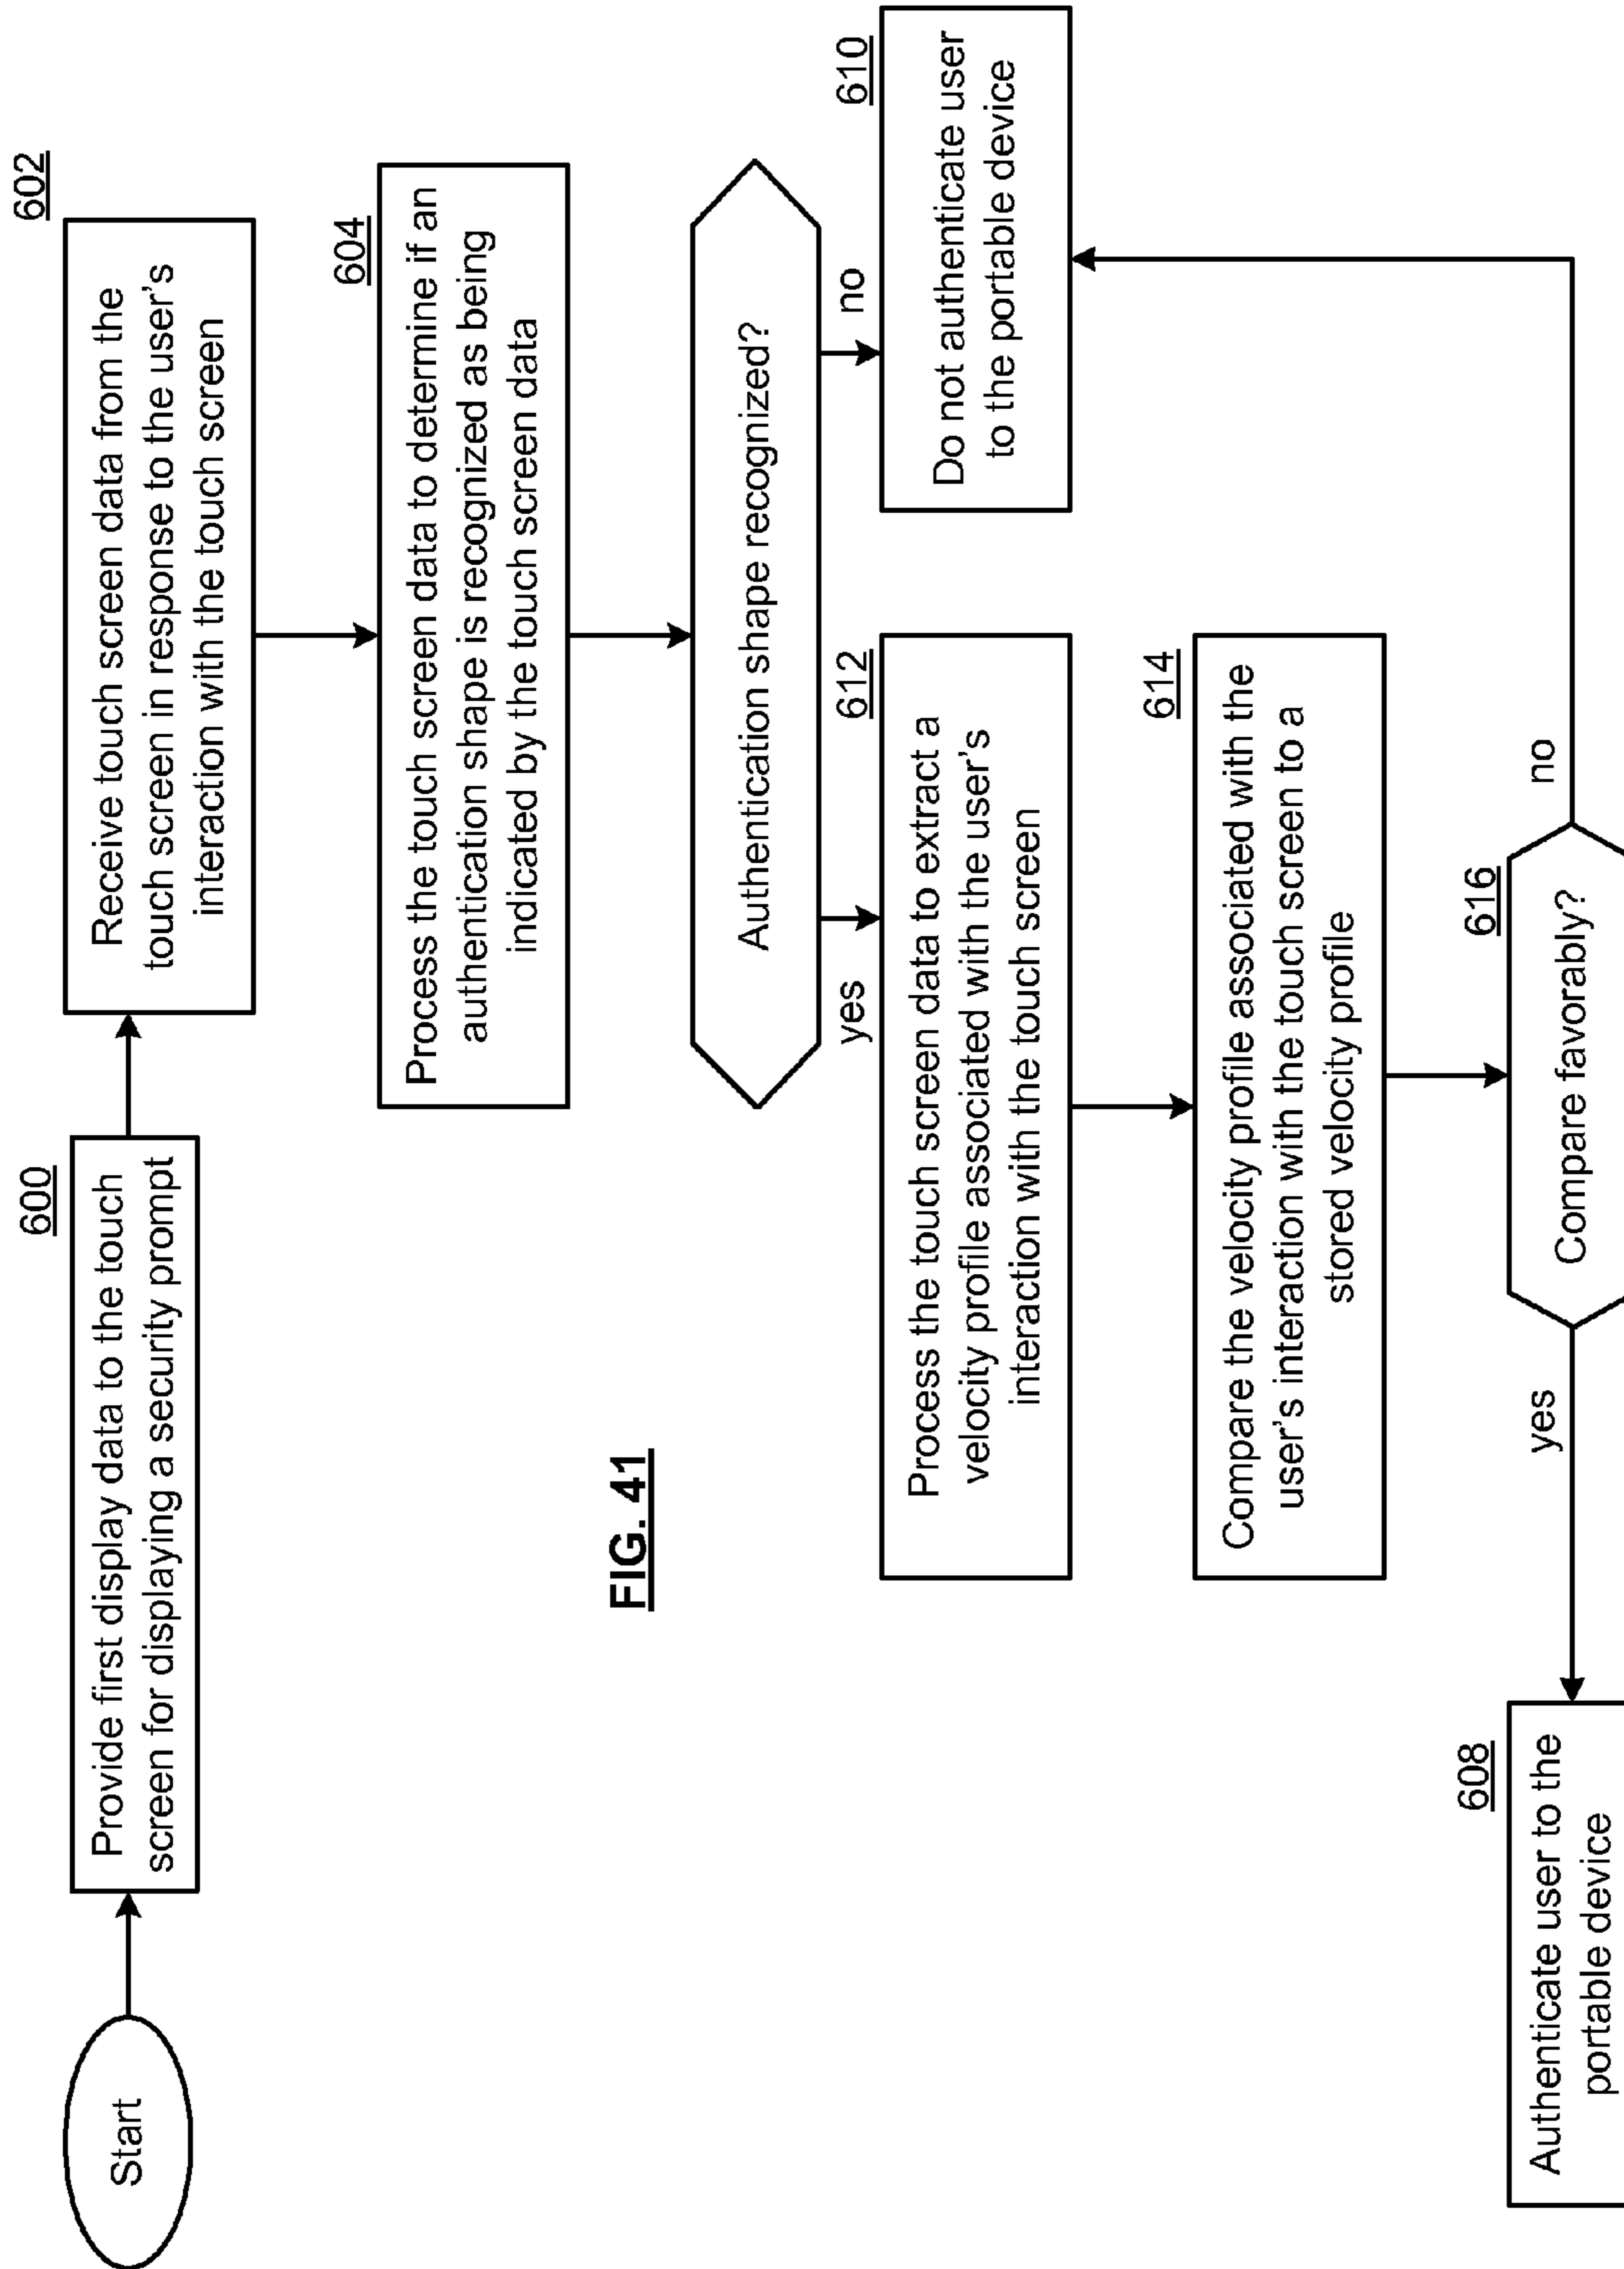 Start
600
Provide first display data to the touch
screen for displaying a security prompt
602
Receive touch screen data from the
touch screen in response to the user's
interaction with the touch screen
604
Process the touch screen data to determine if an
authentication shape is recognized as being
indicated by the touch screen data
Authentication shape recognized?
yes
no
610
Do not authenticate user
to the portable device
612
Process the touch screen data to extract a
velocity profile associated with the user's
interaction with the touch screen
614
Compare the velocity profile associated with the
user's interaction with the touch screen to a
stored velocity profile
616
Compare favorably?
yes
no
608
Authenticate user to the
portable device
FIG. 41